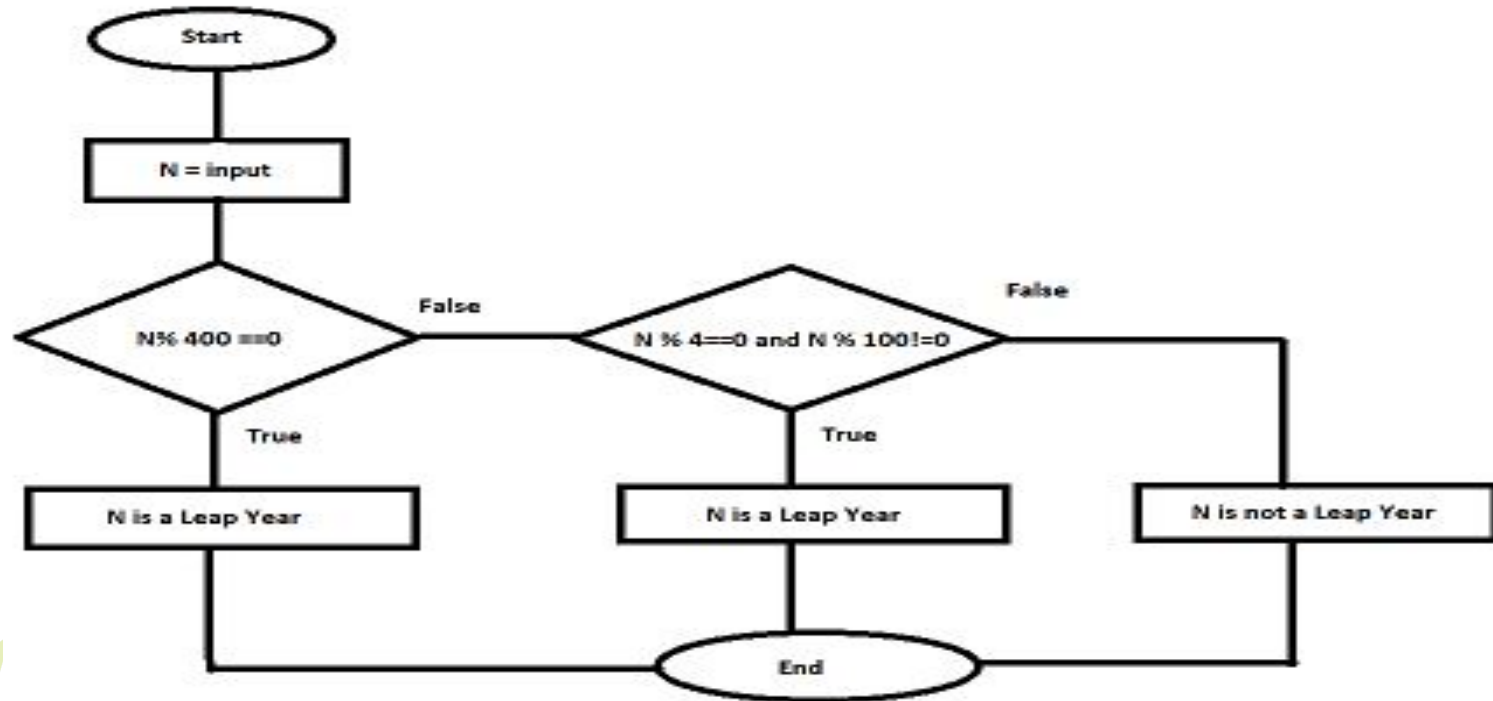 Start
N = input
N% 400 ==0
False
N % 4==0 and N % 100!=0
False
True
True
N is a Leap Year
N is a Leap Year
N is not a Leap Year
End